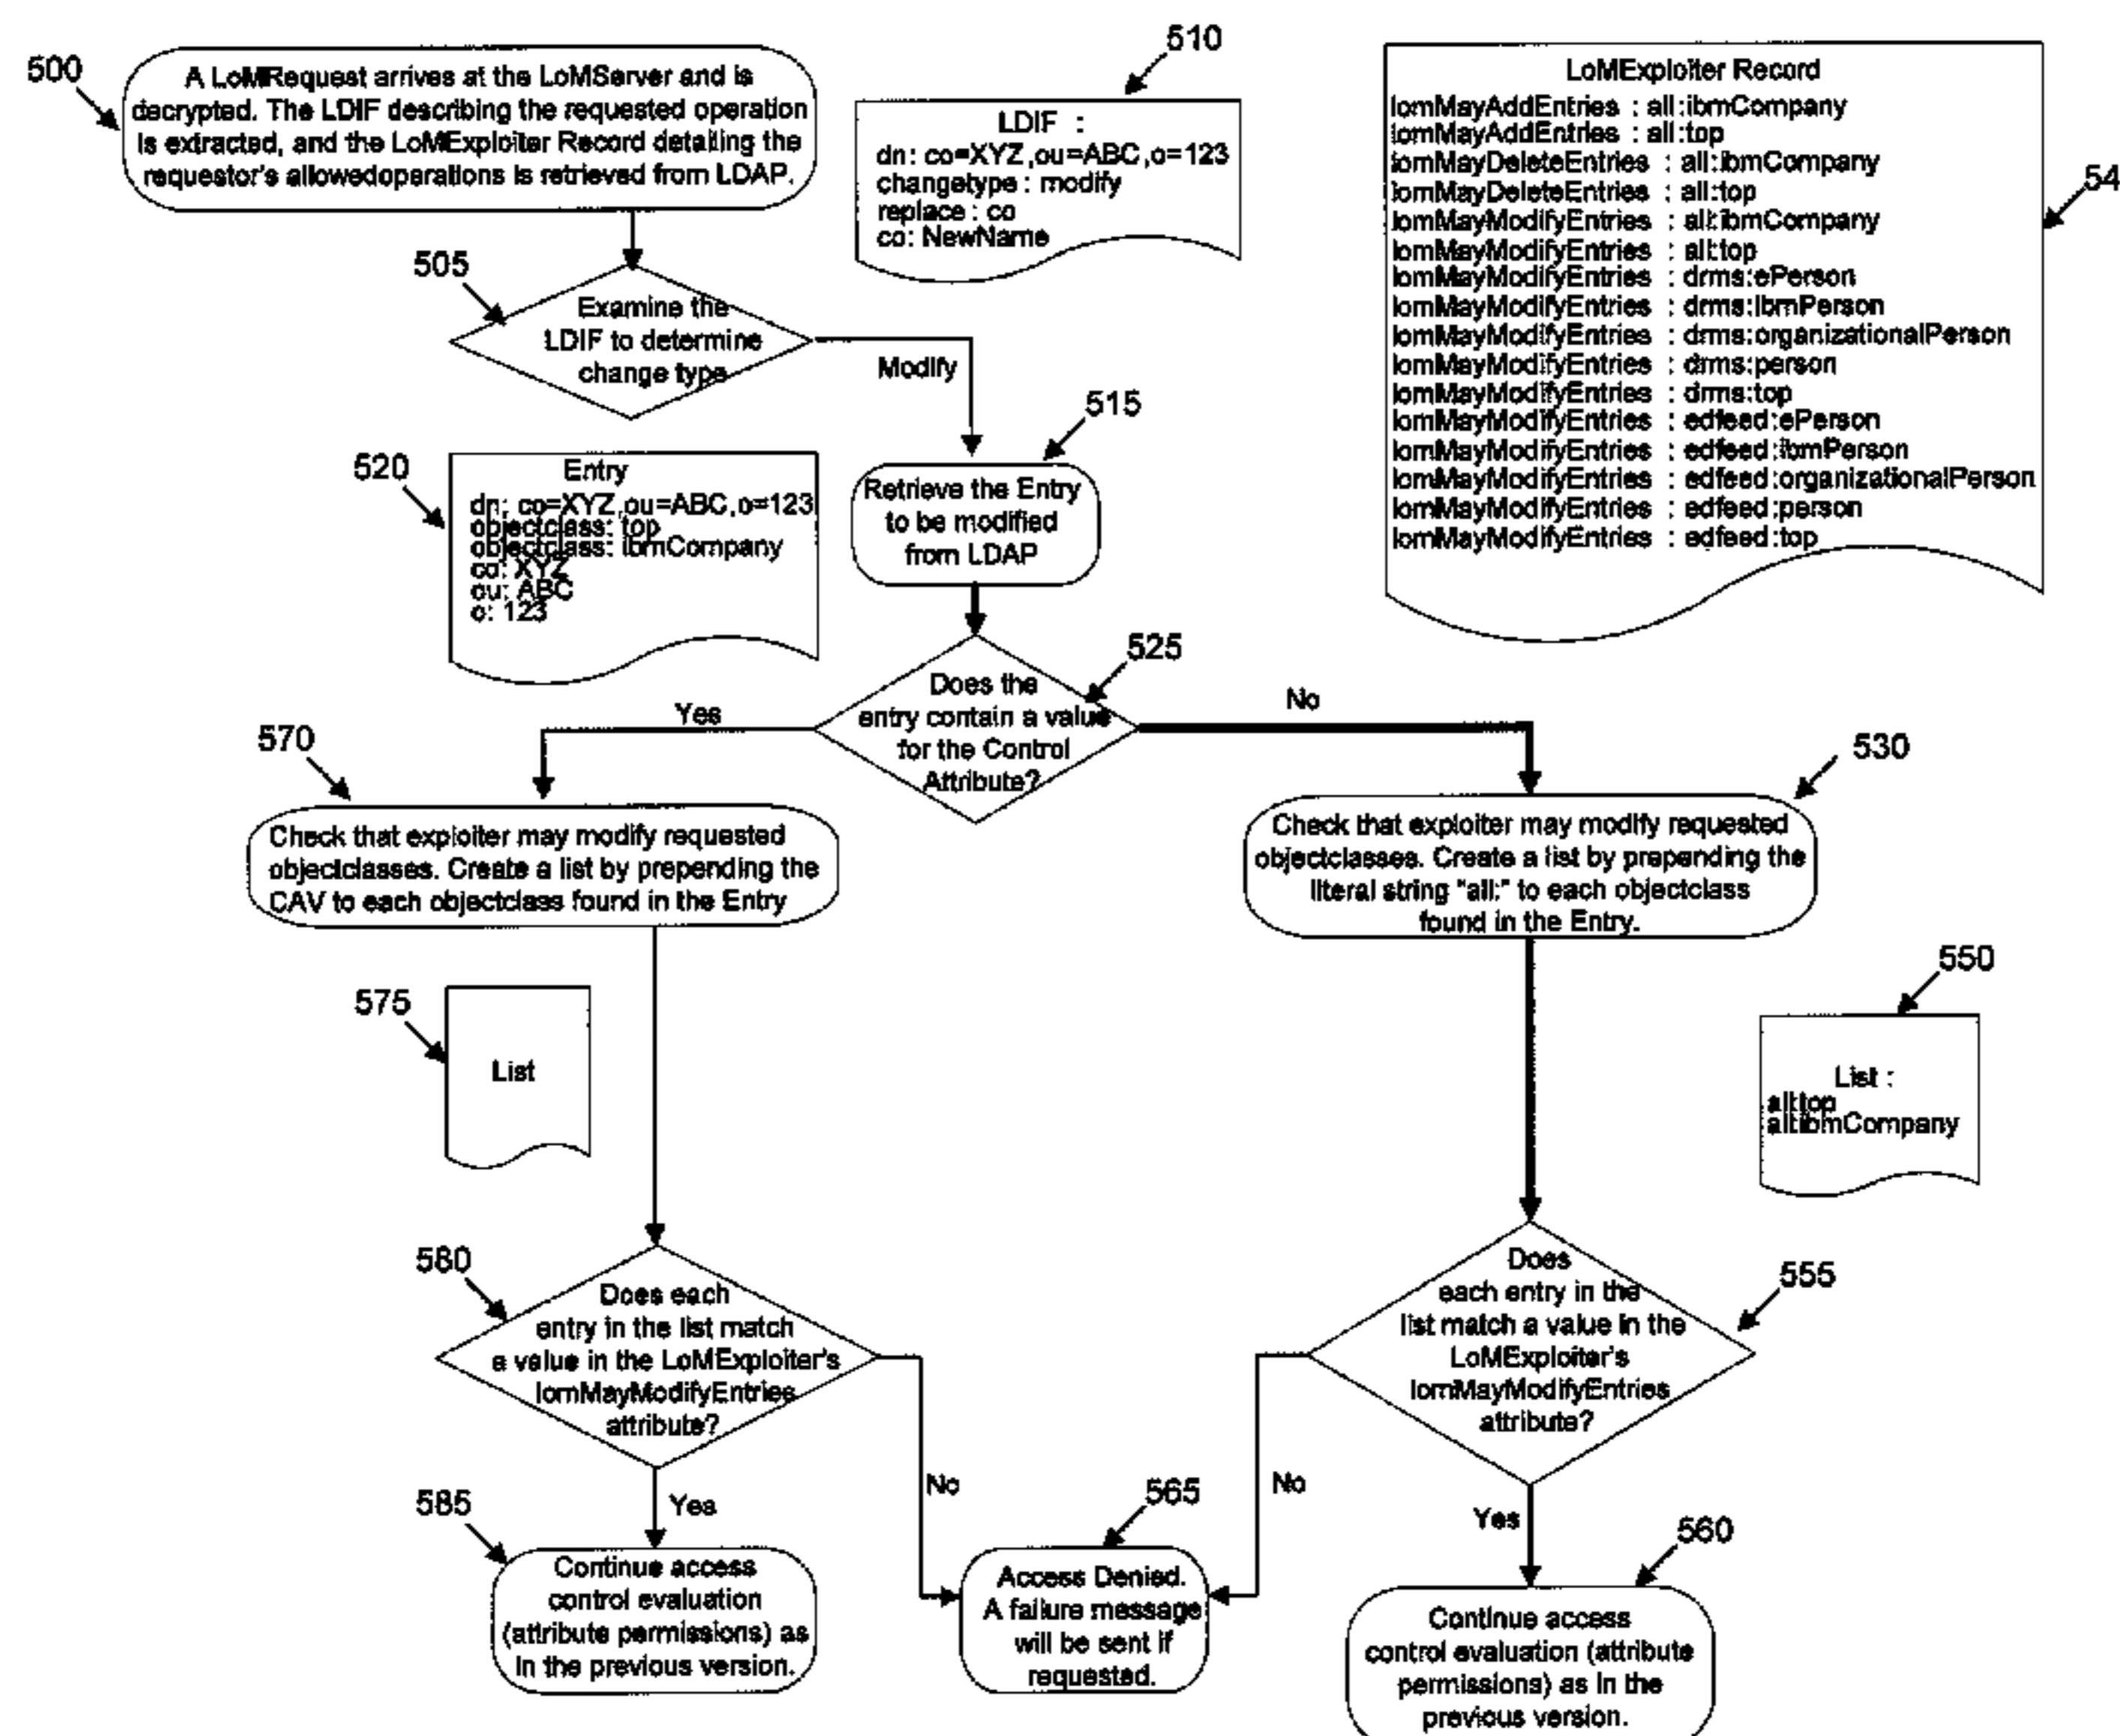 500
A LoMRequest arrives at the LoMServer and is
decrypted. The LDIF describing the requested operation
is extracted, and the LoMExploiter Record detailing the
requestor's allowedoperations is retrieved from LDAP.
510
LDIF :
dn: co=XYZ,ou=ABC,o=123
changetype : modify
replace : co
co: NewName
LoMExploiter Record
lomMayAddEntries : all:ibmCompany
lomMayAddEntries : all:top
lomMayDeleteEntries : all:ibmCompany
lomMayDeleteEntries : all:top
lomMayModifyEntries : all:ibmCompany
lomMayModifyEntries : all:top
lomMayModifyEntries : drms:ePerson
lomMayModifyEntries : drms:ibmPerson
lomMayModifyEntries : drms:organizationalPerson
lomMayModifyEntries : drms:person
lomMayModifyEntries : drms:top
lomMayModifyEntries : edfeed:ePerson
lomMayModifyEntries : edfeed:ibmPerson
lomMayModifyEntries : edfeed:organizationalPerson
lomMayModifyEntries : edfeed:person
lomMayModifyEntries : edfeed:top
54
505
Examine the
LDIF to determine
change type
Modify
515
Retrieve the Entry
to be modified
from LDAP
520
Entry
dn: co=XYZ,ou=ABC,o=123
objectclass: top
objectclass: ibmCompany
co: XYZ
ou: ABC
o: 123
525
Does the
entry contain a value
for the Control
Attribute?
Yes
No
570
Check that exploiter may modify requested
objectclasses. Create a list by prepending the
CAV to each objectclass found in the Entry
530
Check that exploiter may modify requested
objectclasses. Create a list by prepending the
literal string "all:" to each objectclass
found in the Entry.
575
List
550
List :
all:top
all:ibmCompany
580
Does each
entry in the list match
a value in the LoMExploiter's
lomMayModifyEntries
attribute?
555
Does
each entry in the
list match a value in the
LoMExploiter's
lomMayModifyEntries
attribute?
No
No
Yes
Yes
585
Continue access
control evaluation
(attribute permissions) as
in the previous version.
565
Access Denied.
A failure message
will be sent if
requested.
560
Continue access
control evaluation (attribute
permissions) as in the
previous version.